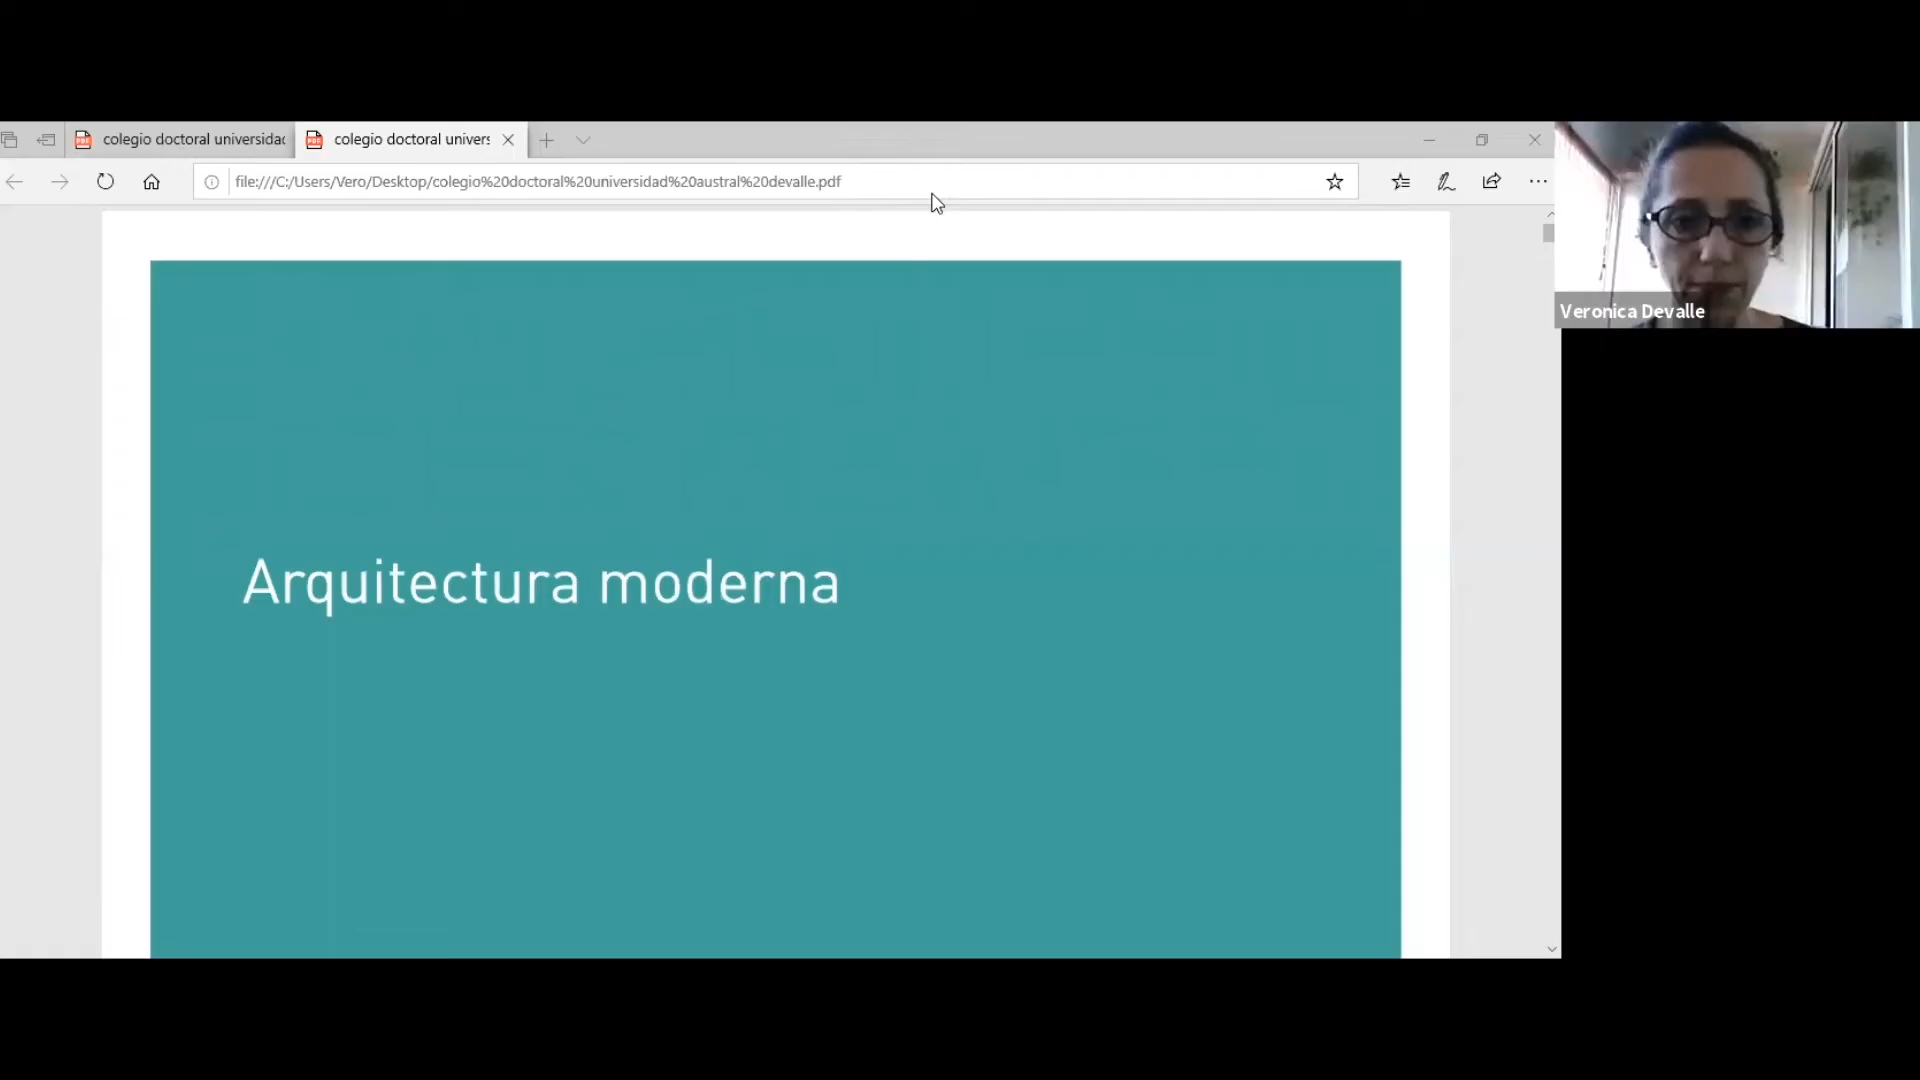 colegio doctoral universidad
colegio doctoral univers
file:///C:/Users/Vero/Desktop/colegio%20doctoral%20universidad%20austral%20devalle.pdf
Veronica Devalle
Arquitectura moderna